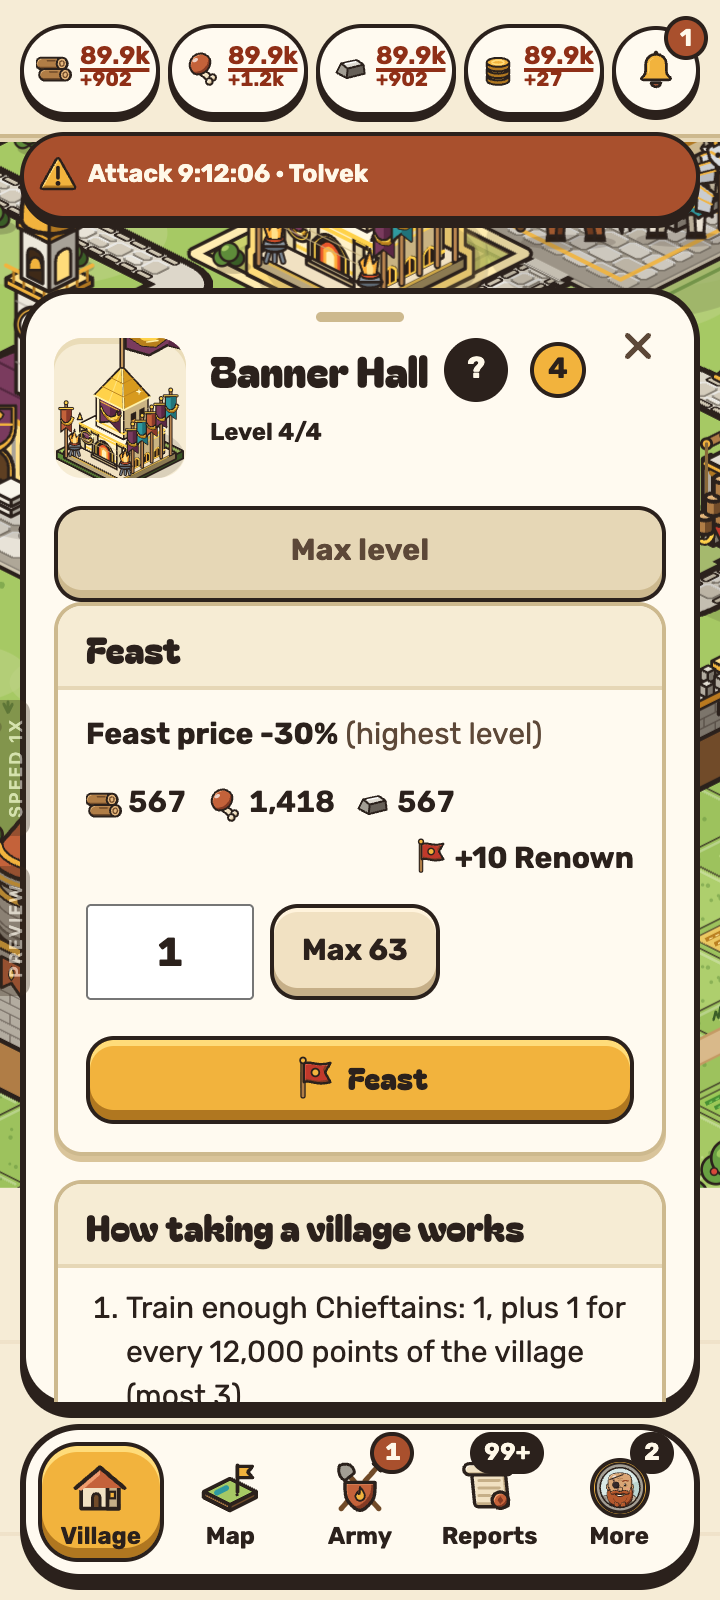 89.9k
+902
89.9k
+1.2k
89.9k
+902
89.9k
+27
1
Attack 9:12:06 • Tolvek
Banner Hall ? 4
Level 4/4
Max level
Feast
Feast price -30% (highest level)
567 1,418 567
+10 Renown
1 Max 63
Feast
SPEED 1X
PREVIEW
How taking a village works
1. Train enough Chieftains: 1, plus 1 for
every 12,000 points of the village
(most 3)
1 99+ 2
Village Map Army Reports More